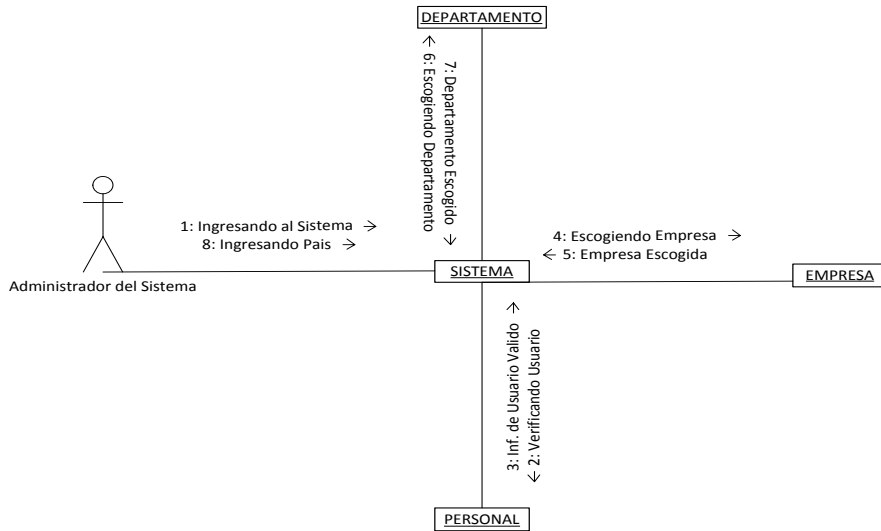 DEPARTAMENTO
6: Escogiendo Departamento
7: Departamento Escogido
1: Ingresando al Sistema
8: Ingresando Pais
4: Escogiendo Empresa
5: Empresa Escogida
SISTEMA
EMPRESA
Administrador del Sistema
3: Inf. de Usuario Valido
2: Verificando Usuario
PERSONAL